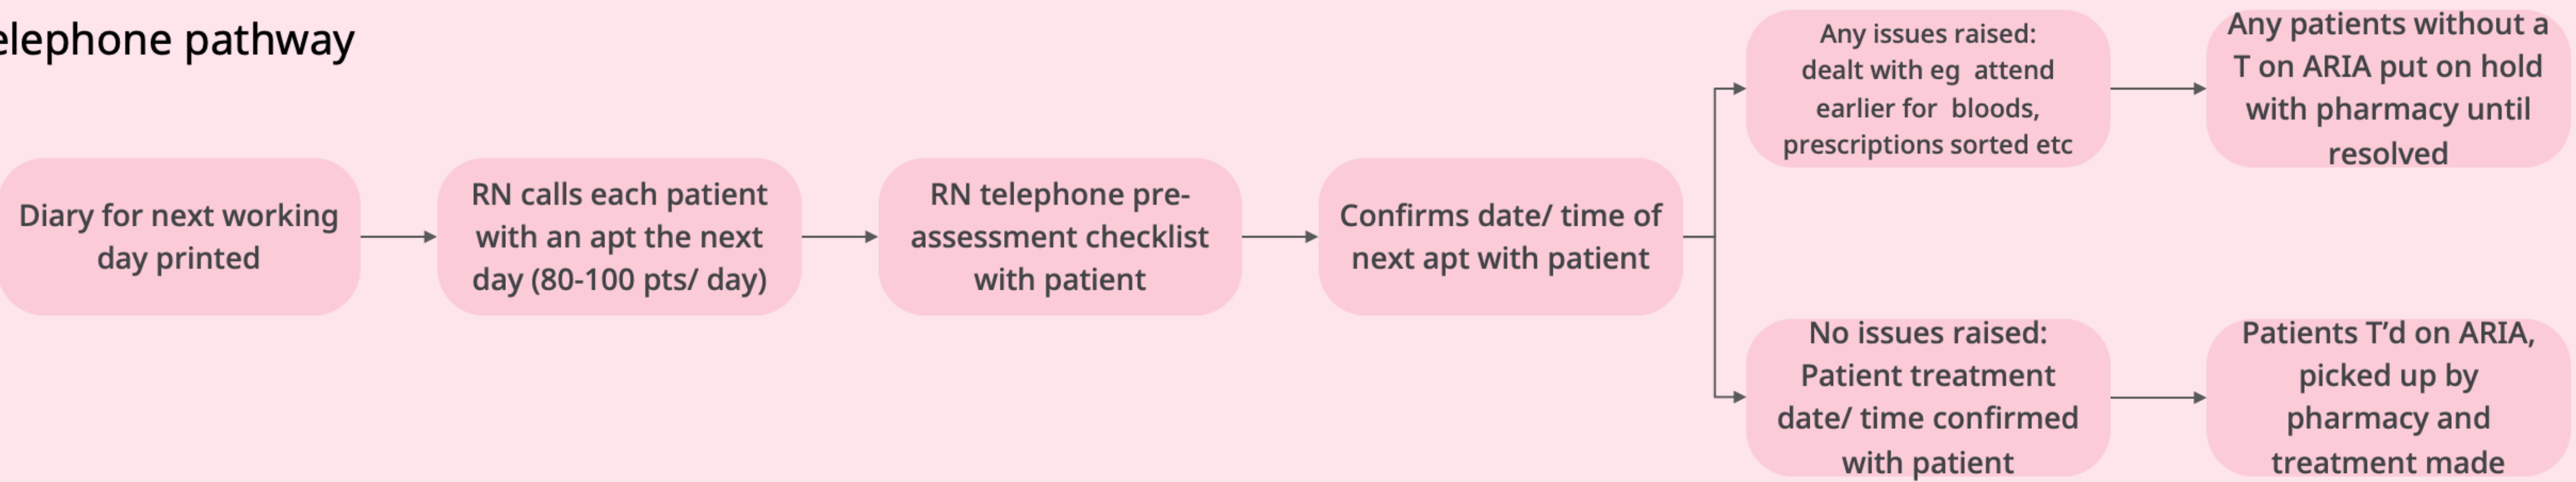 elephone pathway
Diary for next working
day printed
RN calls each patient
with an apt the next
day (80-100 pts/ day)
RN telephone pre-
assessment checklist
with patient
Confirms date/ time of
next apt with patient
Any issues raised:
dealt with eg  attend
earlier for  bloods,
prescriptions sorted etc
Any patients without a
T on ARIA put on hold
with pharmacy until
resolved
No issues raised:
Patient treatment
date/ time confirmed
with patient
Patients T’d on ARIA,
picked up by
pharmacy and
treatment made